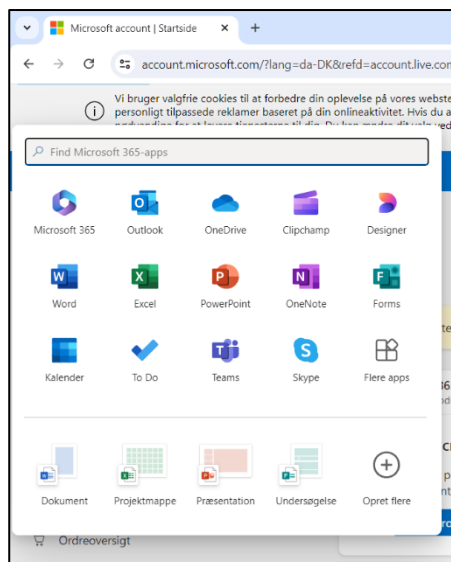 Microsoft account | Startside
account.microsoft.com/?lang=da-DK&refd=account.live.com
Vi bruger valgfrie cookies til at forbedre din oplevelse på vores webste
personligt tilpassede reklamer baseret på din onlineaktivitet. Hvis du a
Find Microsoft 365-apps
Microsoft 365 Outlook OneDrive Clipchamp Designer
Word Excel PowerPoint OneNote Forms
Kalender To Do Teams Skype Flere apps
Dokument Projektmappe Præsentation Undersøgelse Opret flere
Ordreoversigt